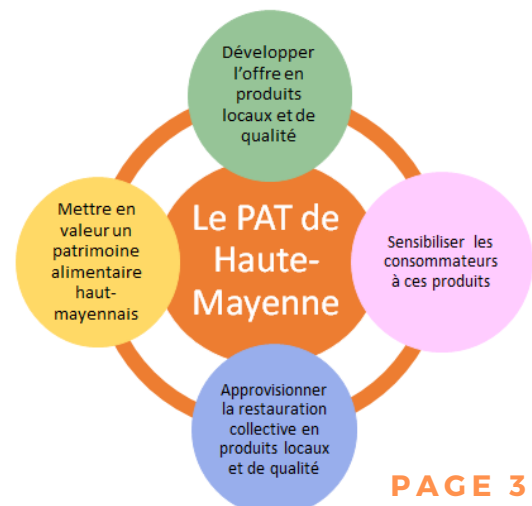 Développer
l'offre en
produits
locaux et de
qualité
Mettre en
valeur un
patrimoine
alimentaire
haut-
mayennais
Le PAT de
Haute-
Mayenne
Sensibiliser les
consommateurs
à ces produits
Approvisionner
la restauration
collective en
produits locaux
et de qualité
PAGE 3